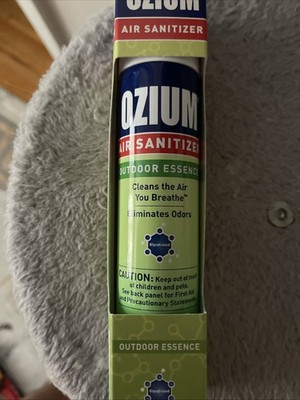 OZIUM
AIR SANITIZER
OZIUM
AIR SANITIZER
OUTDOOR ESSENCE
Cleans the Air
You Breathe™
Eliminates Odors
CAUTION: Keep out of reach
of children and pets.
See back panel for First Aid
and Precautionary Statements
OUTDOOR ESSENCE